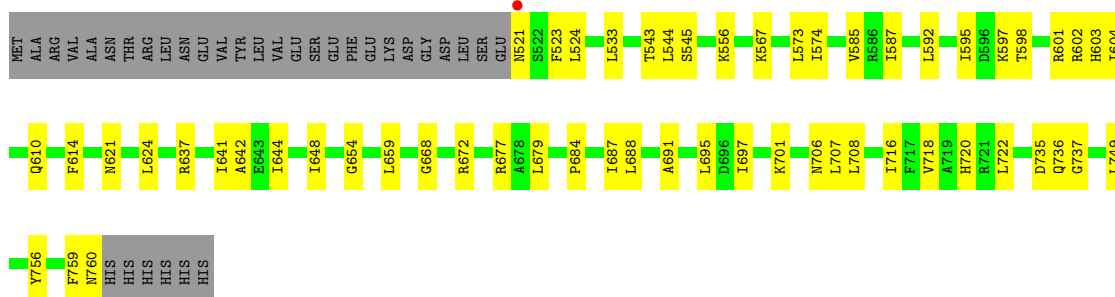 MET ALA ARG VAL ALA ASN THR ARG LEU ASN GLU VAL TYR LEU VAL GLU SER GLU PHE GLU LYS ASP GLY ASP ASP LEU SER GLU N521 S522 F523 L524 L533 T543 L544 S545 K556 K567 L573 I574 V585 R586 I587 L592 I595 D596 K597 T598 R601 R602 H603
Q610 F614 N621 L624 R637 I641 A642 E643 I644 I648 G654 L659 G668 R672 R677 A678 L679 P684 I687 L688 A691 L695 D696 I697 K701 N706 L707 L708 I716 F717 V718 A719 H720 R721 L722 D735 Q736 G737 L749
Y756 F759 N760 HIS HIS HIS HIS HIS HIS